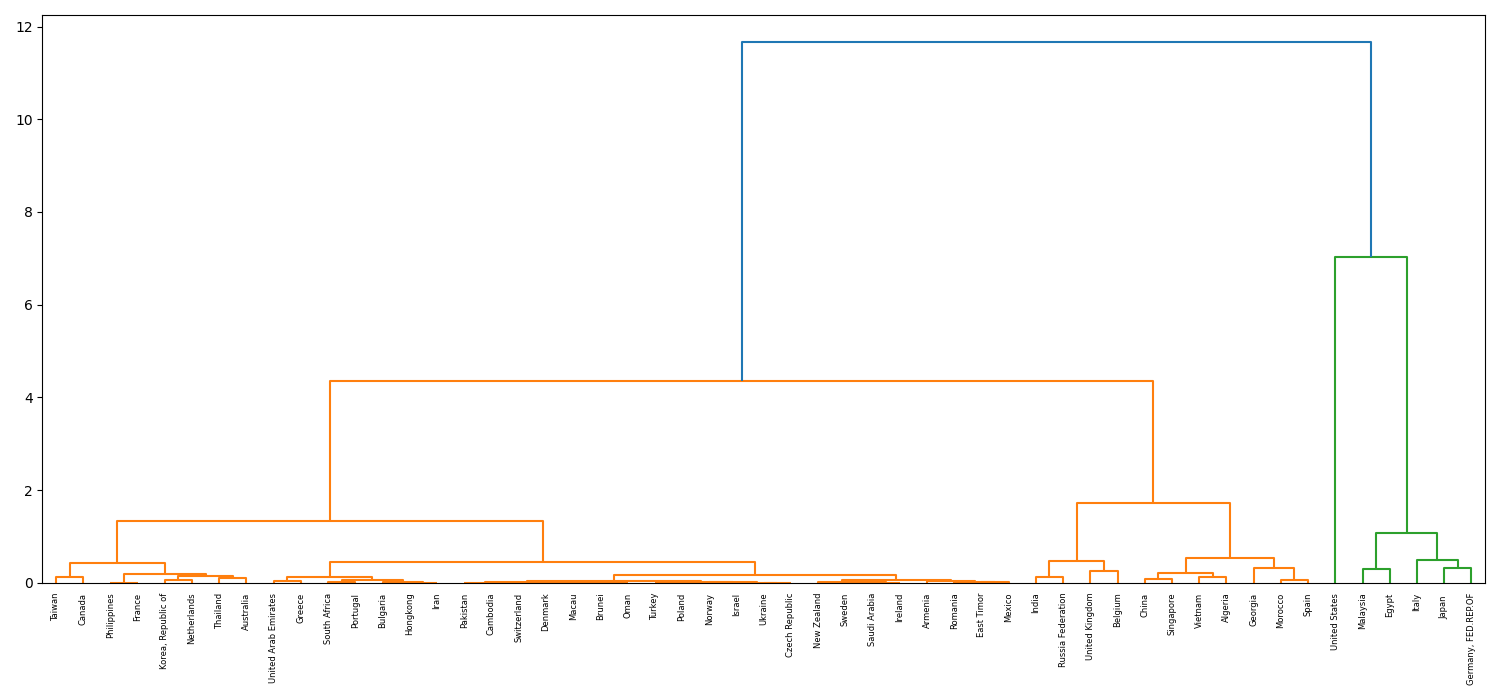 12
10
8
6
4
2
0
Taiwan
Canada
Philippines
France
Korea, Republic of
Netherlands
Thailand
Australia
United Arab Emirates
Greece
South Africa
Portugal
Bulgaria
Hongkong
Iran
Pakistan
Cambodia
Switzerland
Denmark
Macau
Brunei
Oman
Turkey
Poland
Norway
Israel
Ukraine
Czech Republic
New Zealand
Sweden
Saudi Arabia
Ireland
Armenia
Romania
East Timor
Mexico
India
Russia Federation
United Kingdom
Belgium
China
Singapore
Vietnam
Algeria
Georgia
Morocco
Spain
United States
Malaysia
Egypt
Italy
Japan
Germany, FED.REP.OF